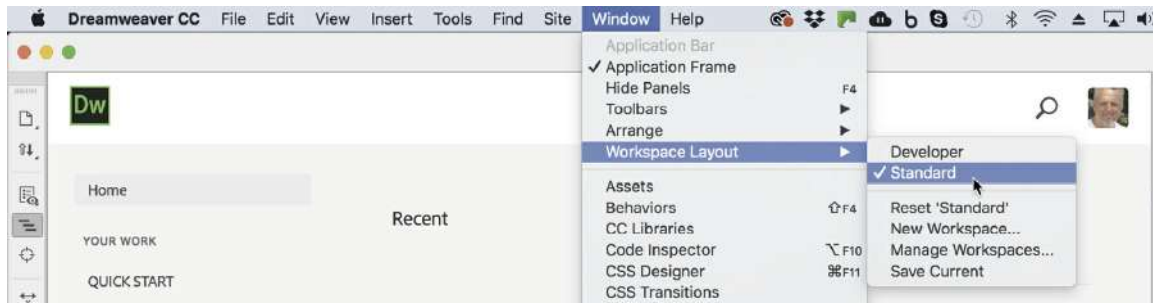 Dreamweaver CC File Edit View Insert Tools Find Site Window Help
Application Bar
✓ Application Frame
Hide Panels F4
Toolbars ▶
Arrange ▶
Workspace Layout ▶
Developer
✓ Standard
Reset 'Standard'
New Workspace...
Manage Workspaces...
Save Current
Assets
Behaviors ⇧F4
CC Libraries
Code Inspector ⌥F10
CSS Designer ⌘F11
CSS Transitions
Dw
Home
Recent
YOUR WORK
QUICK START